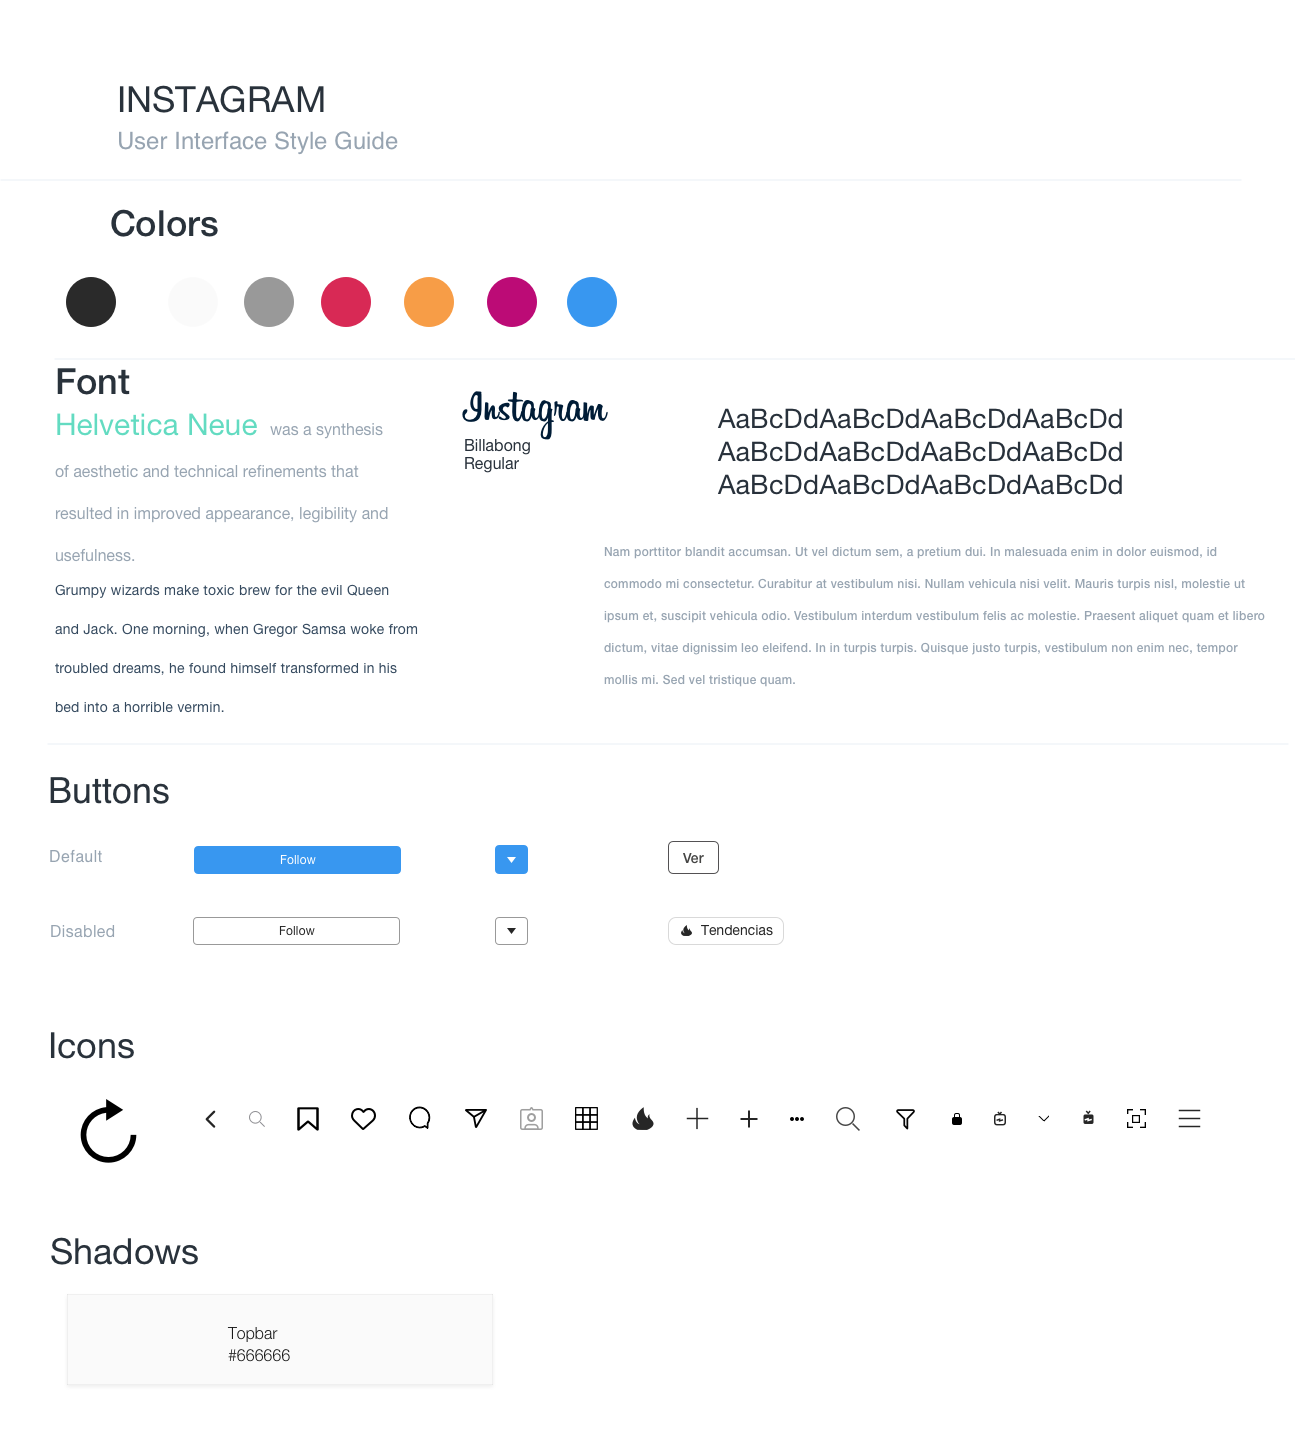 INSTAGRAM
User Interface Style Guide
Colors
Font
Helvetica Neue was a synthesis
of aesthetic and technical refinements that
resulted in improved appearance, legibility and
usefulness.
Grumpy wizards make toxic brew for the evil Queen
and Jack. One morning, when Gregor Samsa woke from
troubled dreams, he found himself transformed in his
bed into a horrible vermin.
Instagram
Billabong
Regular
AaBcDdAaBcDdAaBcDdAaBcDd
AaBcDdAaBcDdAaBcDdAaBcDd
AaBcDdAaBcDdAaBcDdAaBcDd
Nam porttitor blandit accumsan. Ut vel dictum sem, a pretium dui. In malesuada enim in dolor euismod, id
commodo mi consectetur. Curabitur at vestibulum nisi. Nullam vehicula nisi velit. Mauris turpis nisl, molestie ut
ipsum et, suscipit vehicula odio. Vestibulum interdum vestibulum felis ac molestie. Praesent aliquet quam et libero
dictum, vitae dignissim leo eleifend. In in turpis turpis. Quisque justo turpis, vestibulum non enim nec, tempor
mollis mi. Sed vel tristique quam.
Buttons
Default
Follow
Ver
Disabled
Follow
Tendencias
Icons
Shadows
Topbar
#666666